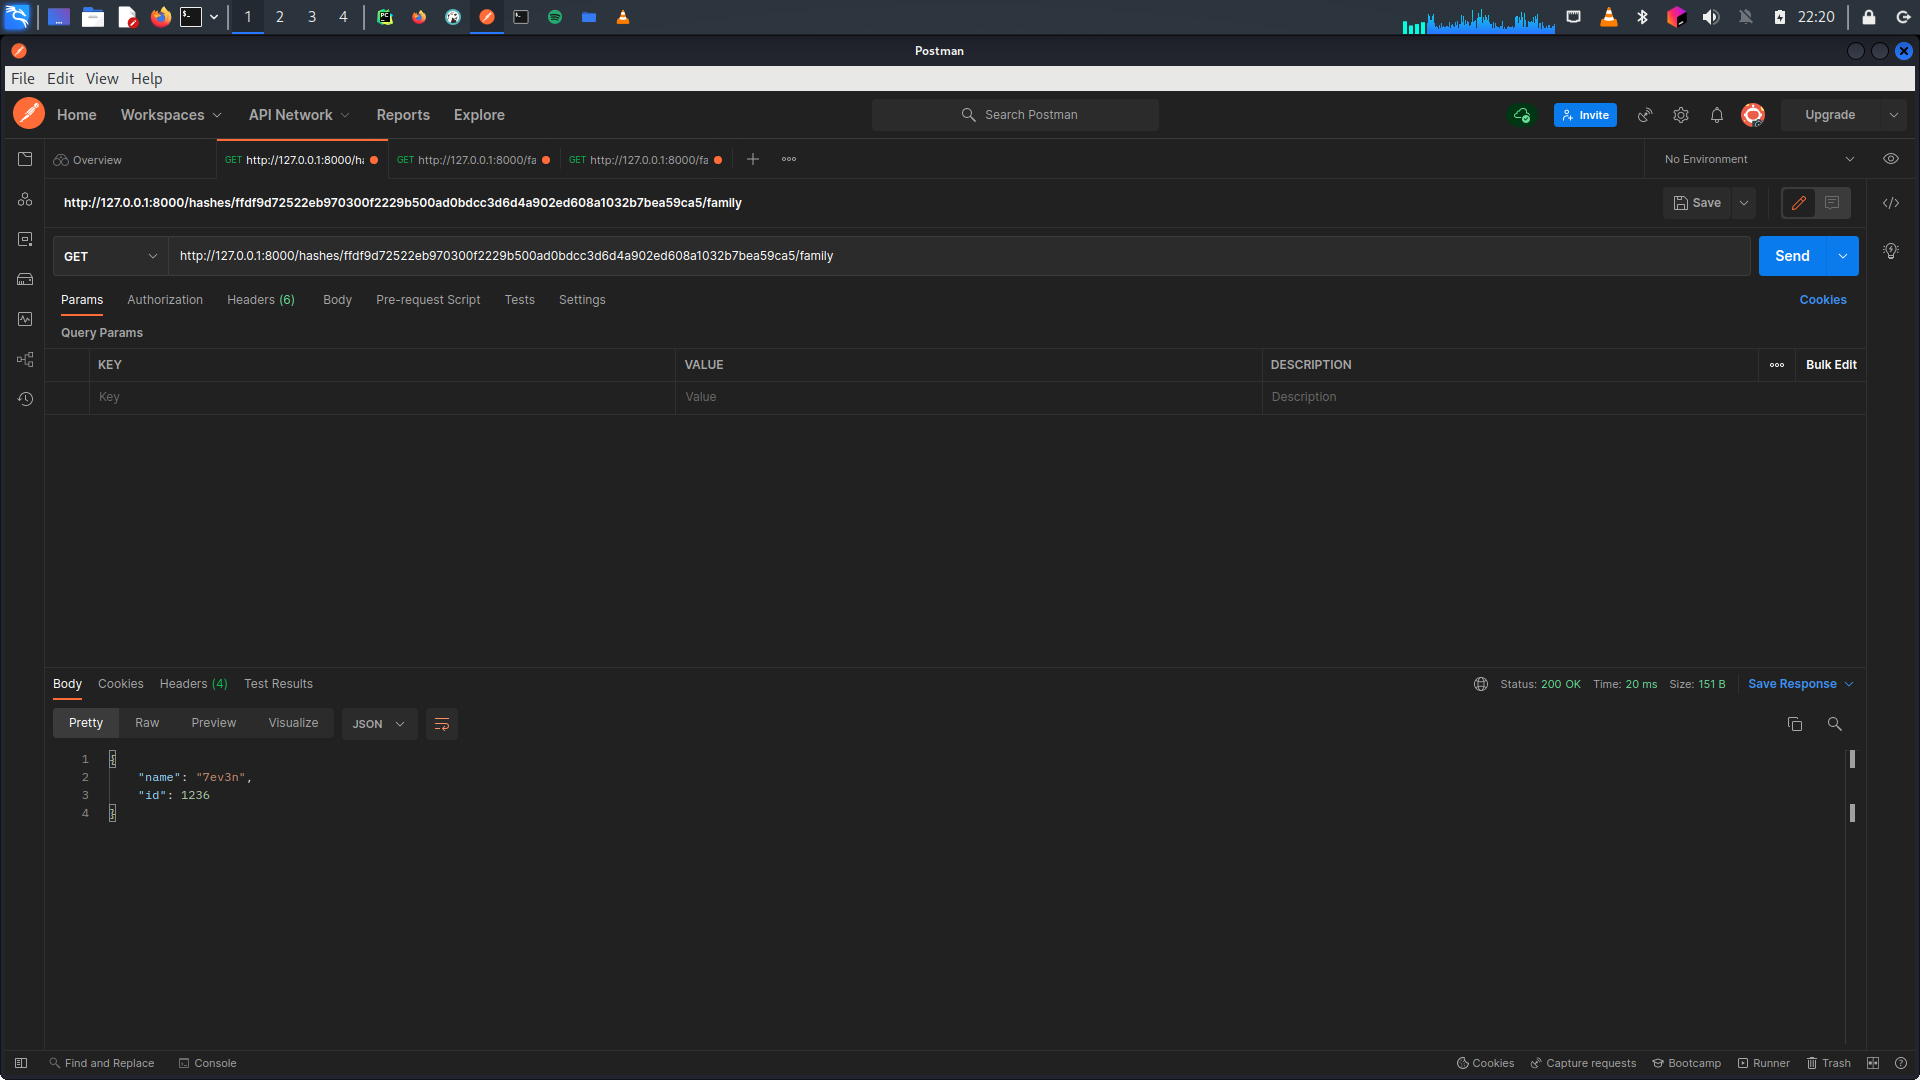 1 2 3 4 22:20
Postman
File Edit View Help
Home Workspaces API Network Reports Explore Search Postman Invite Upgrade
Overview GET http://127.0.0.1:8000/ha GET http://127.0.0.1:8000/fa GET http://127.0.0.1:8000/fa No Environment
http://127.0.0.1:8000/hashes/ffdf9d72522eb970300f2229b500ad0bdcc3d6d4a902ed608a1032b7bea59ca5/family Save
GET http://127.0.0.1:8000/hashes/ffdf9d72522eb970300f2229b500ad0bdcc3d6d4a902ed608a1032b7bea59ca5/family Send
Params Authorization Headers (6) Body Pre-request Script Tests Settings Cookies
Query Params
KEY VALUE DESCRIPTION Bulk Edit
Key Value Description
Body Cookies Headers (4) Test Results Status: 200 OK Time: 20 ms Size: 151 B Save Response
Pretty Raw Preview Visualize JSON
1 {
2 "name": "7ev3n",
3 "id": 1236
4 }
Find and Replace Console Cookies Capture requests Bootcamp Runner Trash